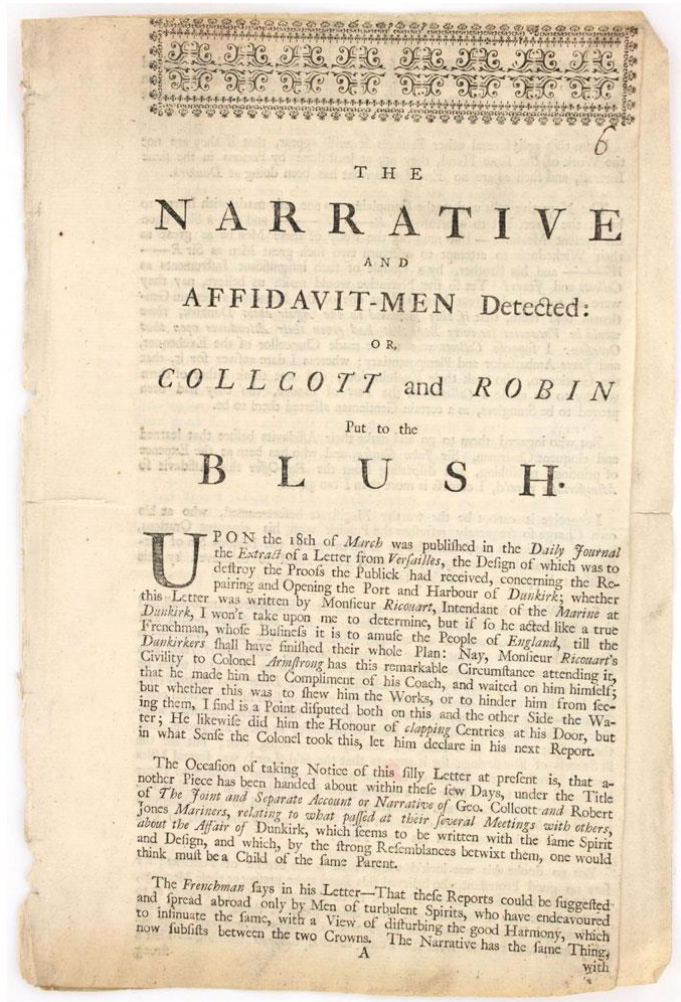 6
THE
NARRATIVE
AND
AFFIDAVIT-MEN Detected:
OR,
COLLCOTT and ROBIN
Put to the
BLUSH.
UPON the 18th of March was publiſhed in the Daily Journal
the Extract of a Letter from Verſailles, the Deſign of which was to
deſtroy the Proofs the Publick had received, concerning the Re-
pairing and Opening the Port and Harbour of Dunkirk; whether
this Letter was written by Monſieur Ricouart, Intendant of the Marine at
Dunkirk, I won't take upon me to determine, but if ſo he acted like a true
Frenchman, whoſe Buſineſs it is to amuſe the People of England, till the
Dunkirkers ſhall have finiſhed their whole Plan: Nay, Monſieur Ricouart's
Civility to Colonel Armſtrong has this remarkable Circumſtance attending it,
that he made him the Compliment of his Coach, and waited on him himſelf;
but whether this was to ſhew him the Works, or to hinder him from ſee-
ing them, I find is a Point diſputed both on this and the other Side the Wa-
ter; He likewiſe did him the Honour of clapping Centries at his Door, but
in what Senſe the Colonel took this, let him declare in his next Report.
The Occaſion of taking Notice of this ſilly Letter at preſent is, that a-
nother Piece has been handed about within theſe few Days, under the Title
of The Joint and Separate Account or Narrative of Geo. Collcott and Robert
Jones Mariners, relating to what paſſed at their ſeveral Meetings with others,
about the Affair of Dunkirk, which ſeems to be written with the ſame Spirit
and Deſign, and which, by the ſtrong Reſemblances betwixt them, one would
think muſt be a Child of the ſame Parent.
The Frenchman ſays in his Letter—That theſe Reports could be ſuggeſted
and ſpread abroad only by Men of turbulent Spirits, who have endeavoured
to inſinuate the ſame, with a View of diſturbing the good Harmony, which
now ſubſiſts between the two Crowns. The Narrative has the ſame Thing,
A
with